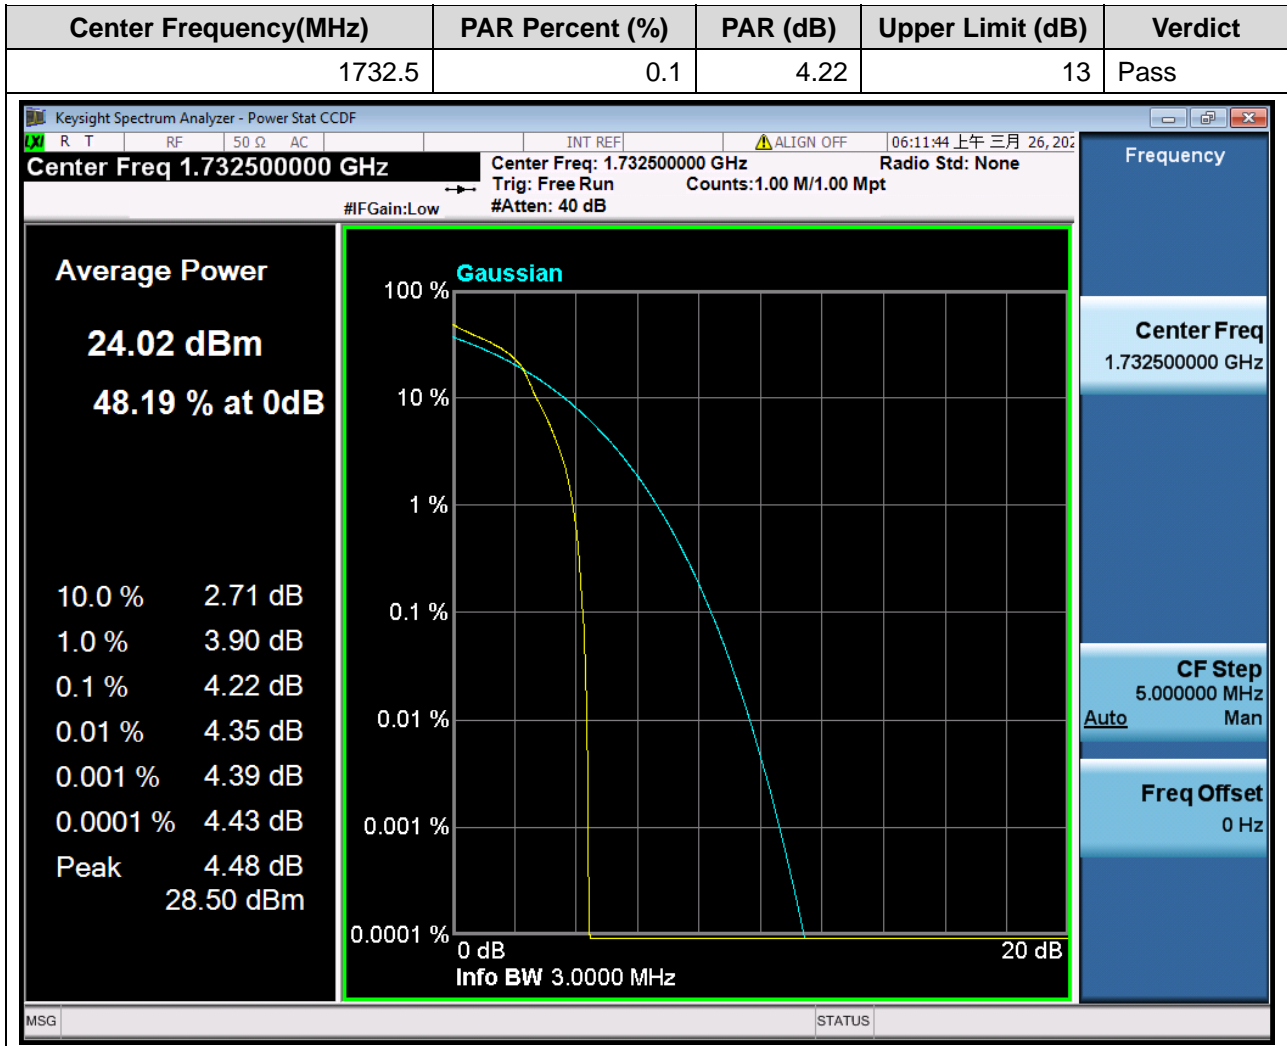 Center Frequency(MHz) PAR Percent (%) PAR (dB) Upper Limit (dB) Verdict
1732.5 0.1 4.22 13 Pass
Keysight Spectrum Analyzer - Power Stat CCDF
LXI R T RF 50 Ω AC INT REF ALIGN OFF 06:11:44 上午 三月 26, 202
Center Freq 1.732500000 GHz
Center Freq: 1.732500000 GHz Radio Std: None
Trig: Free Run Counts:1.00 M/1.00 Mpt
#IFGain:Low #Atten: 40 dB
Average Power
24.02 dBm
48.19 % at 0dB
10.0 % 2.71 dB
1.0 % 3.90 dB
0.1 % 4.22 dB
0.01 % 4.35 dB
0.001 % 4.39 dB
0.0001 % 4.43 dB
Peak 4.48 dB
28.50 dBm
Gaussian
100 %
10 %
1 %
0.1 %
0.01 %
0.001 %
0.0001 %
0 dB 20 dB
Info BW 3.0000 MHz
Frequency
Center Freq
1.732500000 GHz
CF Step
5.000000 MHz
Auto Man
Freq Offset
0 Hz
MSG STATUS